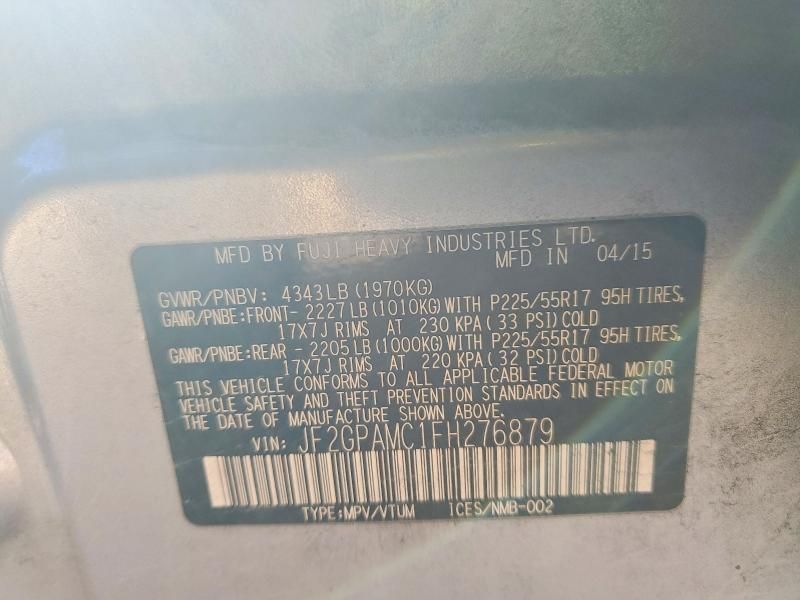 MFD BY FUJI HEAVY INDUSTRIES LTD.
MFD IN 04/15
GVWR/PNBV: 4343LB (1970KG)
GAWR/PNBE:FRONT- 2227LB (1010KG) WITH P225/55R17 95H TIRES,
17X7J RIMS AT 230 KPA( 33 PSI) COLD
GAWR/PNBE:REAR - 2205LB (1000KG) WITH P225/55R17 95H TIRES,
17X7J RIMS AT 220 KPA( 32 PSI) COLD
THIS VEHICLE CONFORMS TO ALL APPLICABLE FEDERAL MOTOR
VEHICLE SAFETY AND THEFT PREVENTION STANDARDS IN EFFECT ON
THE DATE OF MANUFACTURE SHOWN ABOVE.
VIN: JF2GPAMC1FH276879
TYPE:MPV/VTUM ICES/NMB-002